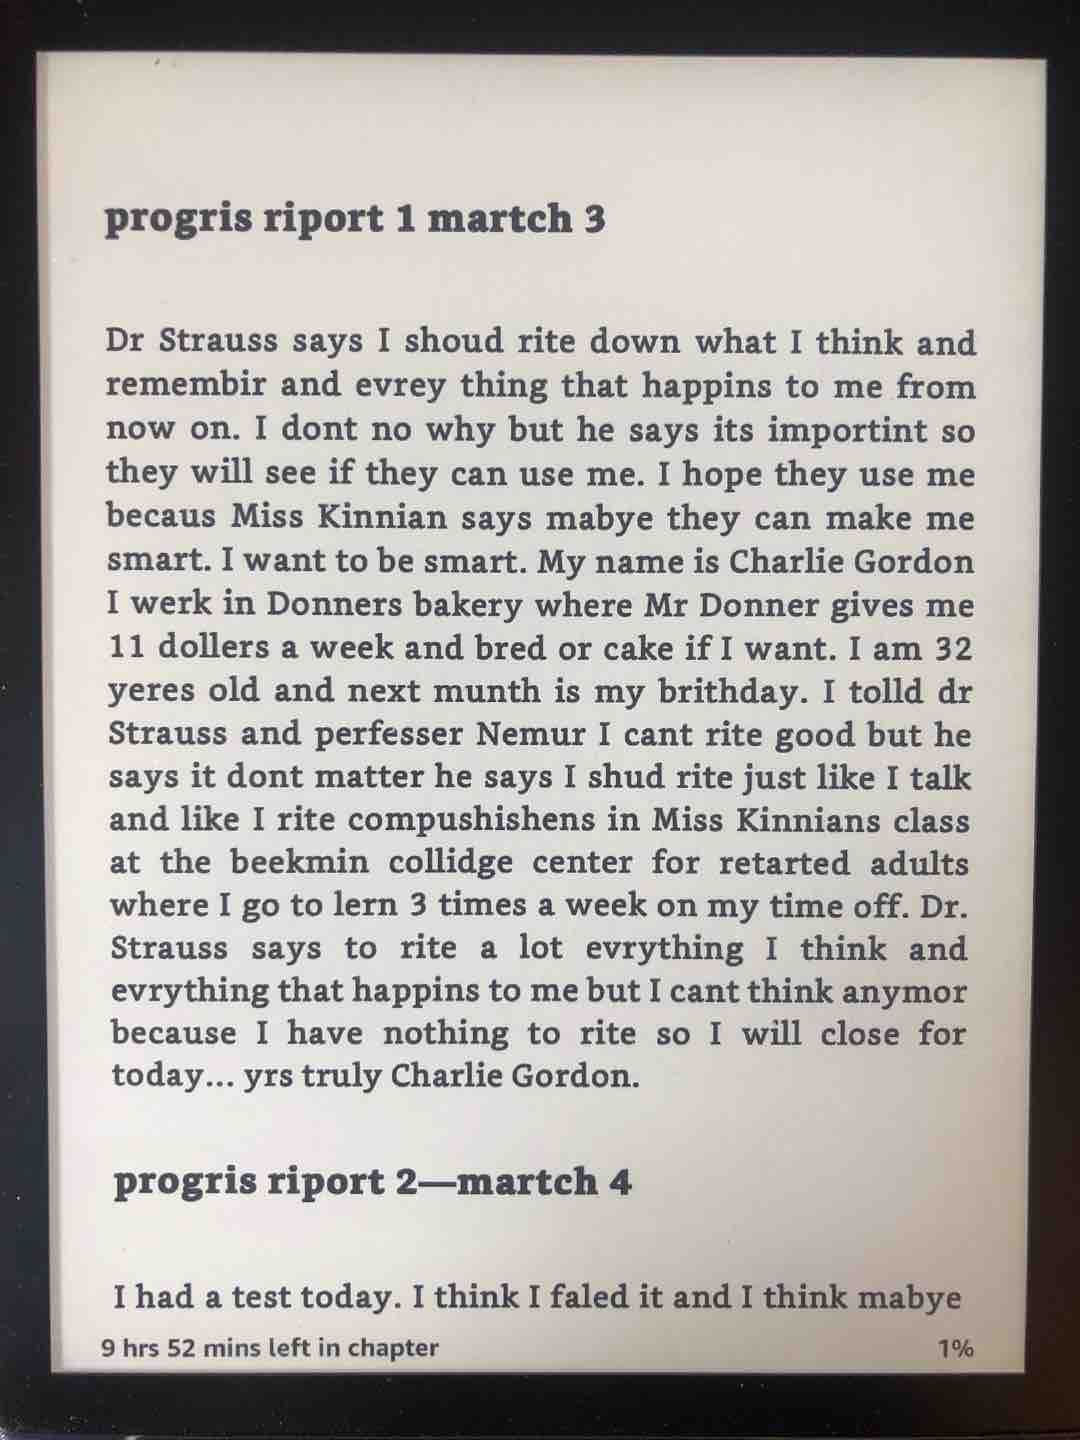 progris riport 1 martch 3
Dr Strauss says I shoud rite down what I think and
remembir and evrey thing that happins to me from
now on. I dont no why but he says its importint so
they will see if they can use me. I hope they use me
becaus Miss Kinnian says mabye they can make me
smart. I want to be smart. My name is Charlie Gordon
I werk in Donners bakery where Mr Donner gives me
11 dollers a week and bred or cake if I want. I am 32
yeres old and next munth is my brithday. I tolld dr
Strauss and perfesser Nemur I cant rite good but he
says it dont matter he says I shud rite just like I talk
and like I rite compushishens in Miss Kinnians class
at the beekmin collidge center for retarted adults
where I go to lern 3 times a week on my time off. Dr.
Strauss says to rite a lot evrything I think and
evrything that happins to me but I cant think anymor
because I have nothing to rite so I will close for
today... yrs truly Charlie Gordon.
progris riport 2—martch 4
I had a test today. I think I faled it and I think mabye
9 hrs 52 mins left in chapter 1%